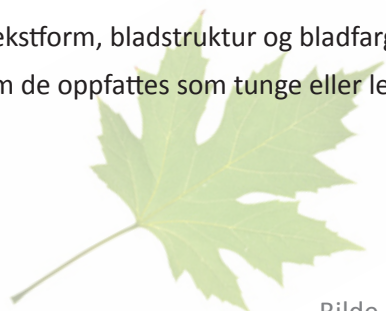 ekstform, bladstruktur og bladfarg
m de oppfattes som tunge eller le
Bilde